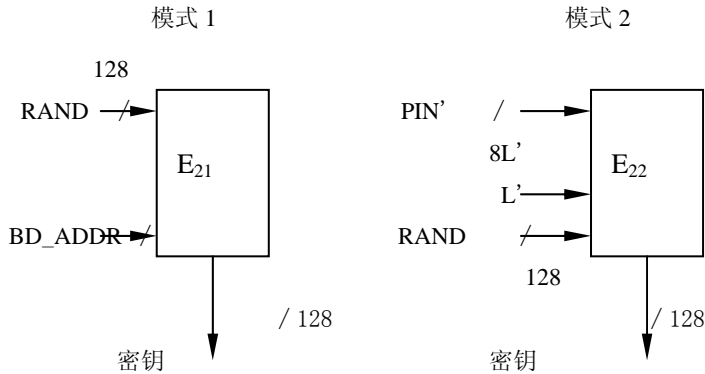 模式 1 模式 2
128
RAND / PIN’ /
E21 8L’ E22
L’
BD_ADDR / RAND /
128
/ 128 / 128
密钥 密钥